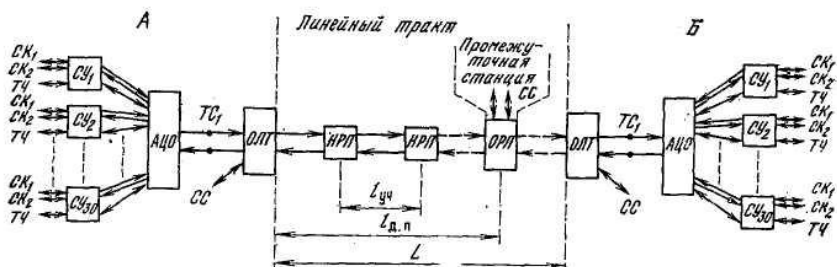 А
Линейный тракт
Б
Промежу-
точная
станция
СС
СК₁
СК₂
ТЧ
СУ₁
СК₁
СК₂
ТЧ
СУ₂
СК₁
СК₂
ТЧ
СУ₃₀
АЦО
ТС₁
ОЛТ
СС
НРП
НРП
ОРП
ОЛТ
ТС₁
СС
АЦО
СУ₁
СК₁
СК₂
ТЧ
СУ₂
СК₁
СК₂
ТЧ
СУ₃₀
СК₁
СК₂
ТЧ
lуч
lд.п
L